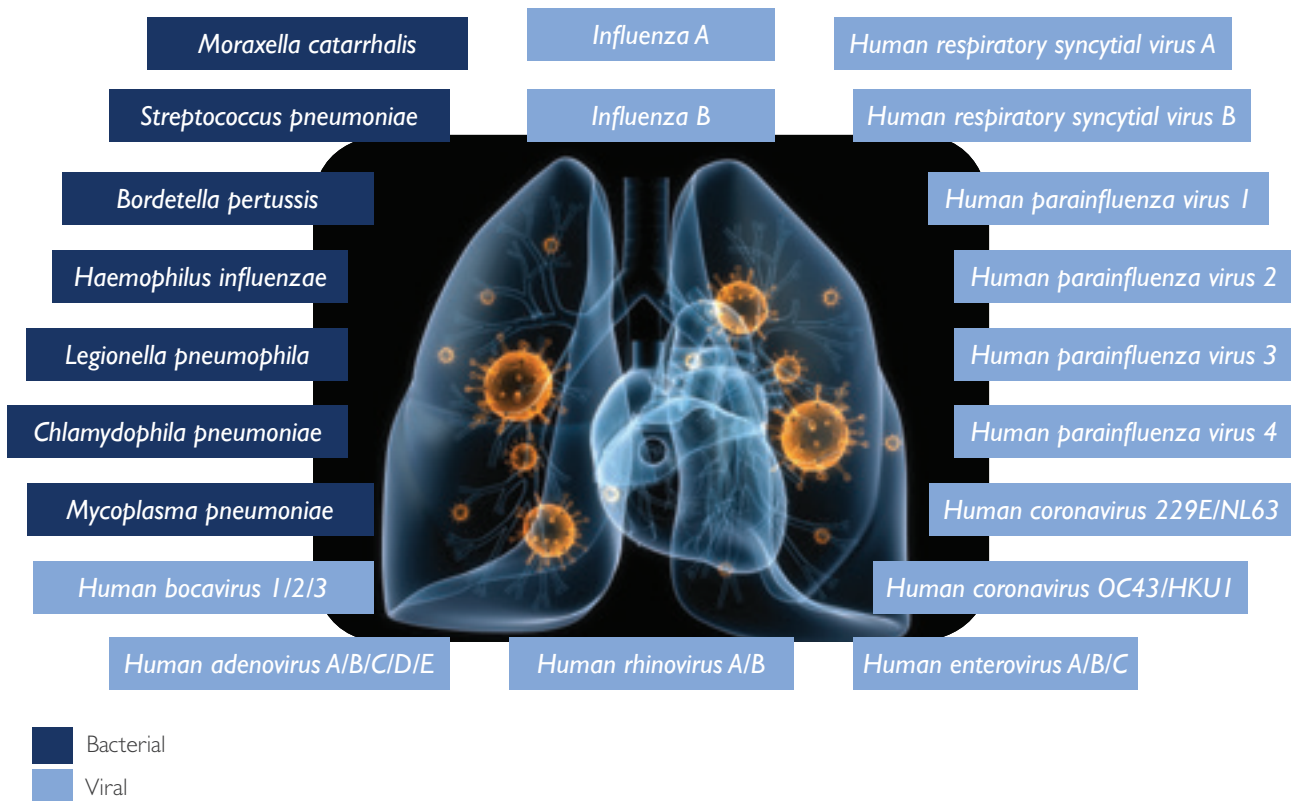 Moraxella catarrhalis
Influenza A
Human respiratory syncytial virus A
Streptococcus pneumoniae
Influenza B
Human respiratory syncytial virus B
Bordetella pertussis
Human parainfluenza virus 1
Haemophilus influenzae
Human parainfluenza virus 2
Legionella pneumophila
Human parainfluenza virus 3
Chlamydophila pneumoniae
Human parainfluenza virus 4
Mycoplasma pneumoniae
Human coronavirus 229E/NL63
Human bocavirus 1/2/3
Human coronavirus OC43/HKU1
Human adenovirus A/B/C/D/E
Human rhinovirus A/B
Human enterovirus A/B/C
Bacterial
Viral